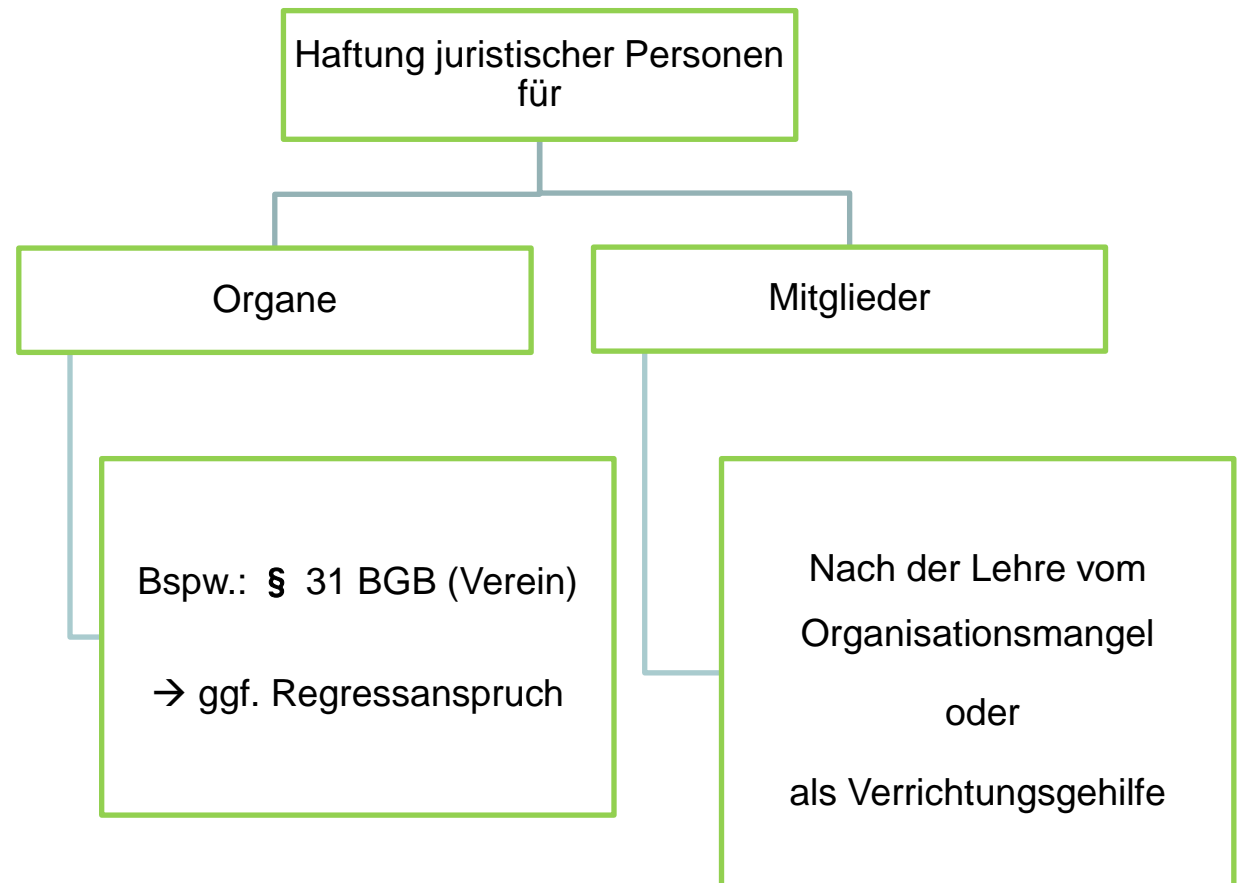 Haftung juristischer Personen
für
Organe
Mitglieder
Bspw.: § 31 BGB (Verein)
→ ggf. Regressanspruch
Nach der Lehre vom
Organisationsmangel
oder
als Verrichtungsgehilfe